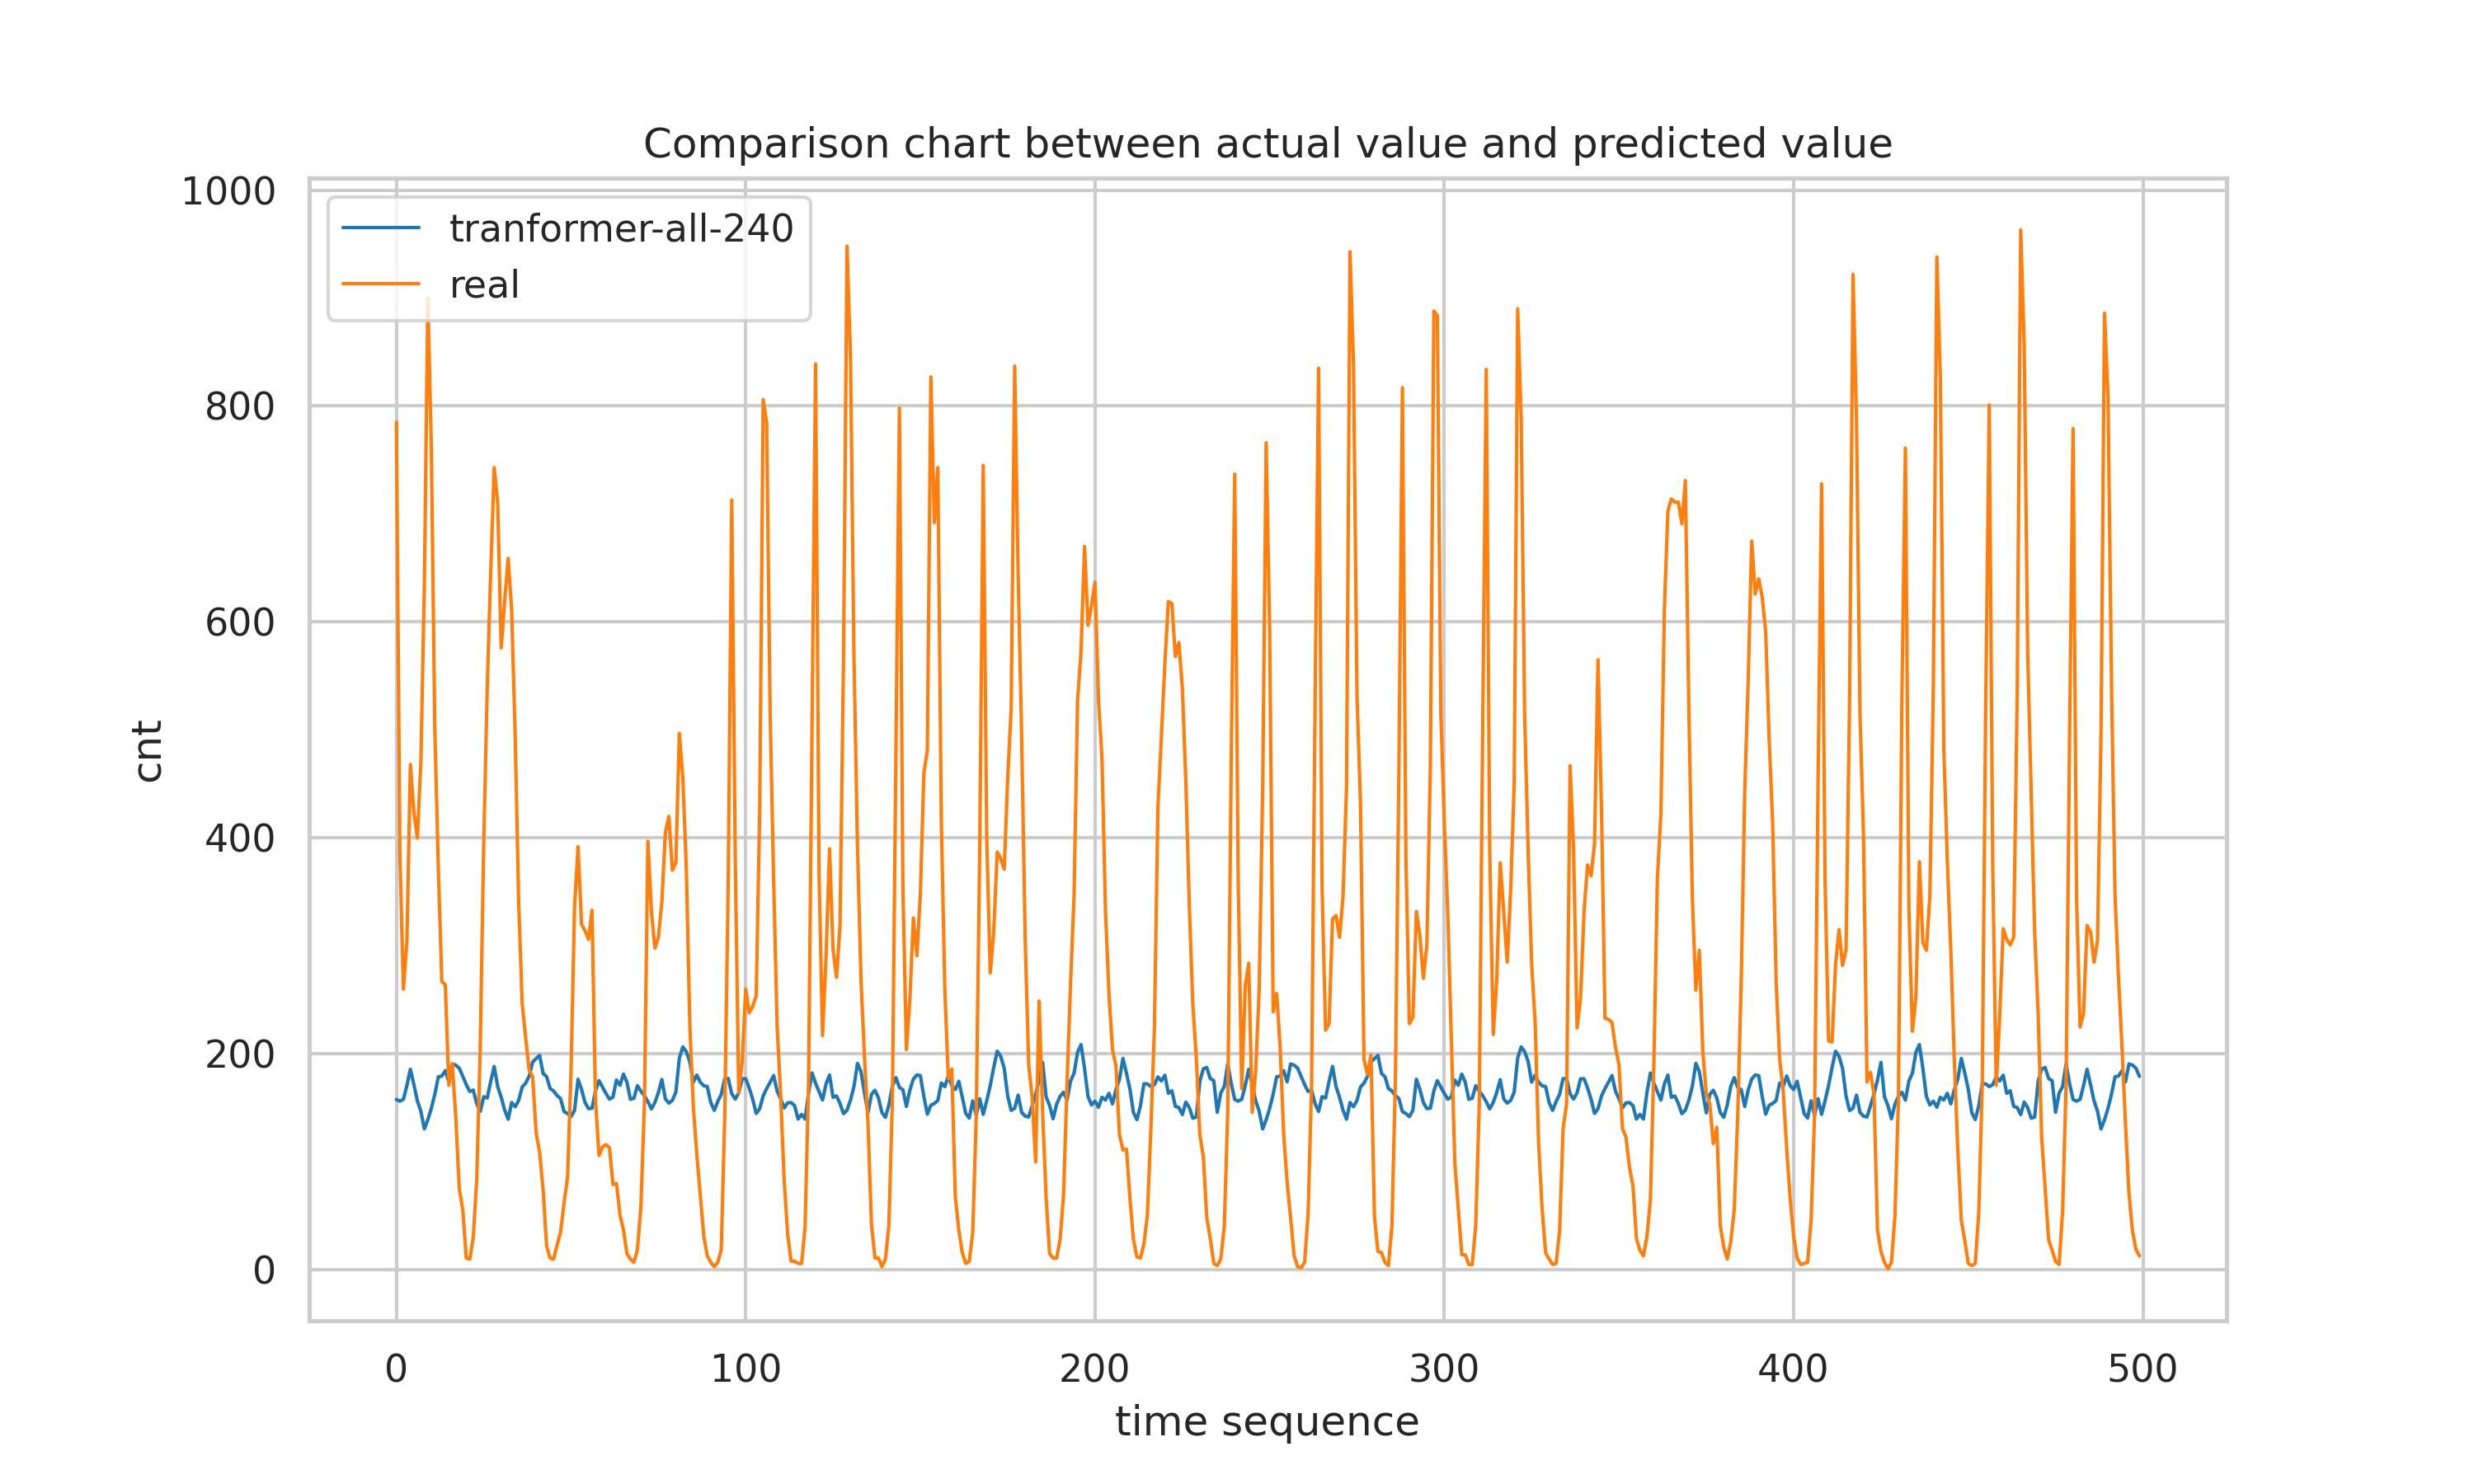 Comparison chart between actual value and predicted value
1000
800
600
400
200
0
cnt
tranformer-all-240
real
0 100 200 300 400 500
time sequence